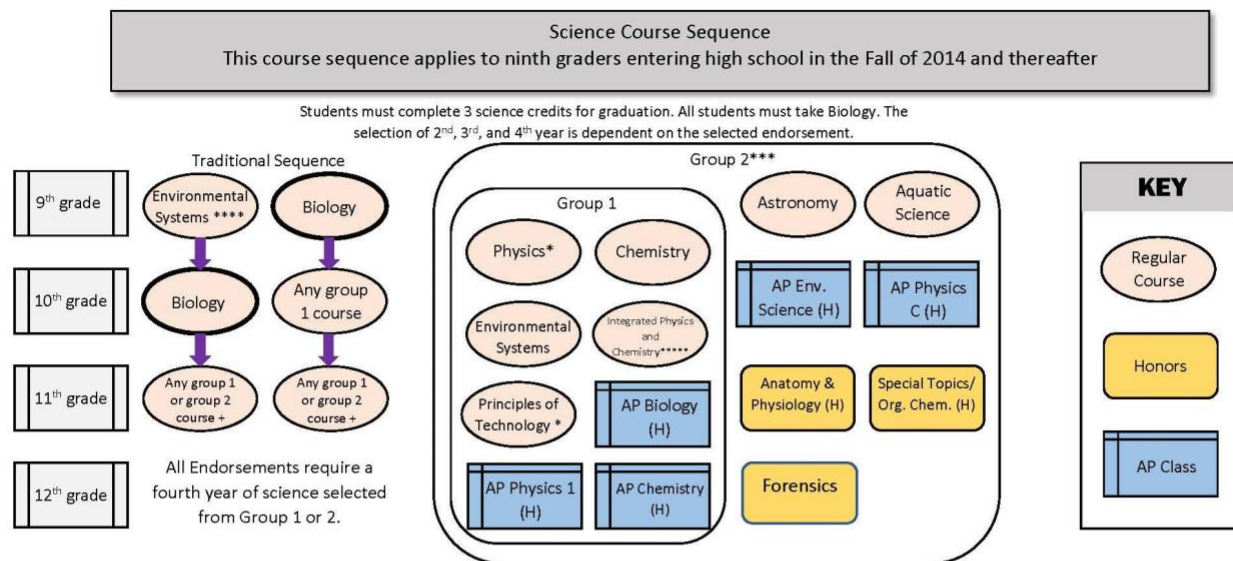 Science Course Sequence
This course sequence applies to ninth graders entering high school in the Fall of 2014 and thereafter
Students must complete 3 science credits for graduation. All students must take Biology. The
selection of 2nd, 3rd, and 4th year is dependent on the selected endorsement.
Traditional Sequence
9th grade
Environmental
Systems ****
Biology
10th grade
Biology
Any group
1 course
11th grade
Any group 1
or group 2
course +
Any group 1
or group 2
course +
12th grade
All Endorsements require a
fourth year of science selected
from Group 1 or 2.
Group 2***
Group 1
Physics*
Chemistry
Environmental
Systems
Integrated Physics
and
Chemistry*****
Principles of
Technology *
AP Biology
(H)
AP Physics 1
(H)
AP Chemistry
(H)
Astronomy
Aquatic
Science
AP Env.
Science (H)
AP Physics
C (H)
Anatomy &
Physiology (H)
Special Topics/
Org. Chem. (H)
Forensics
KEY
Regular
Course
Honors
AP Class